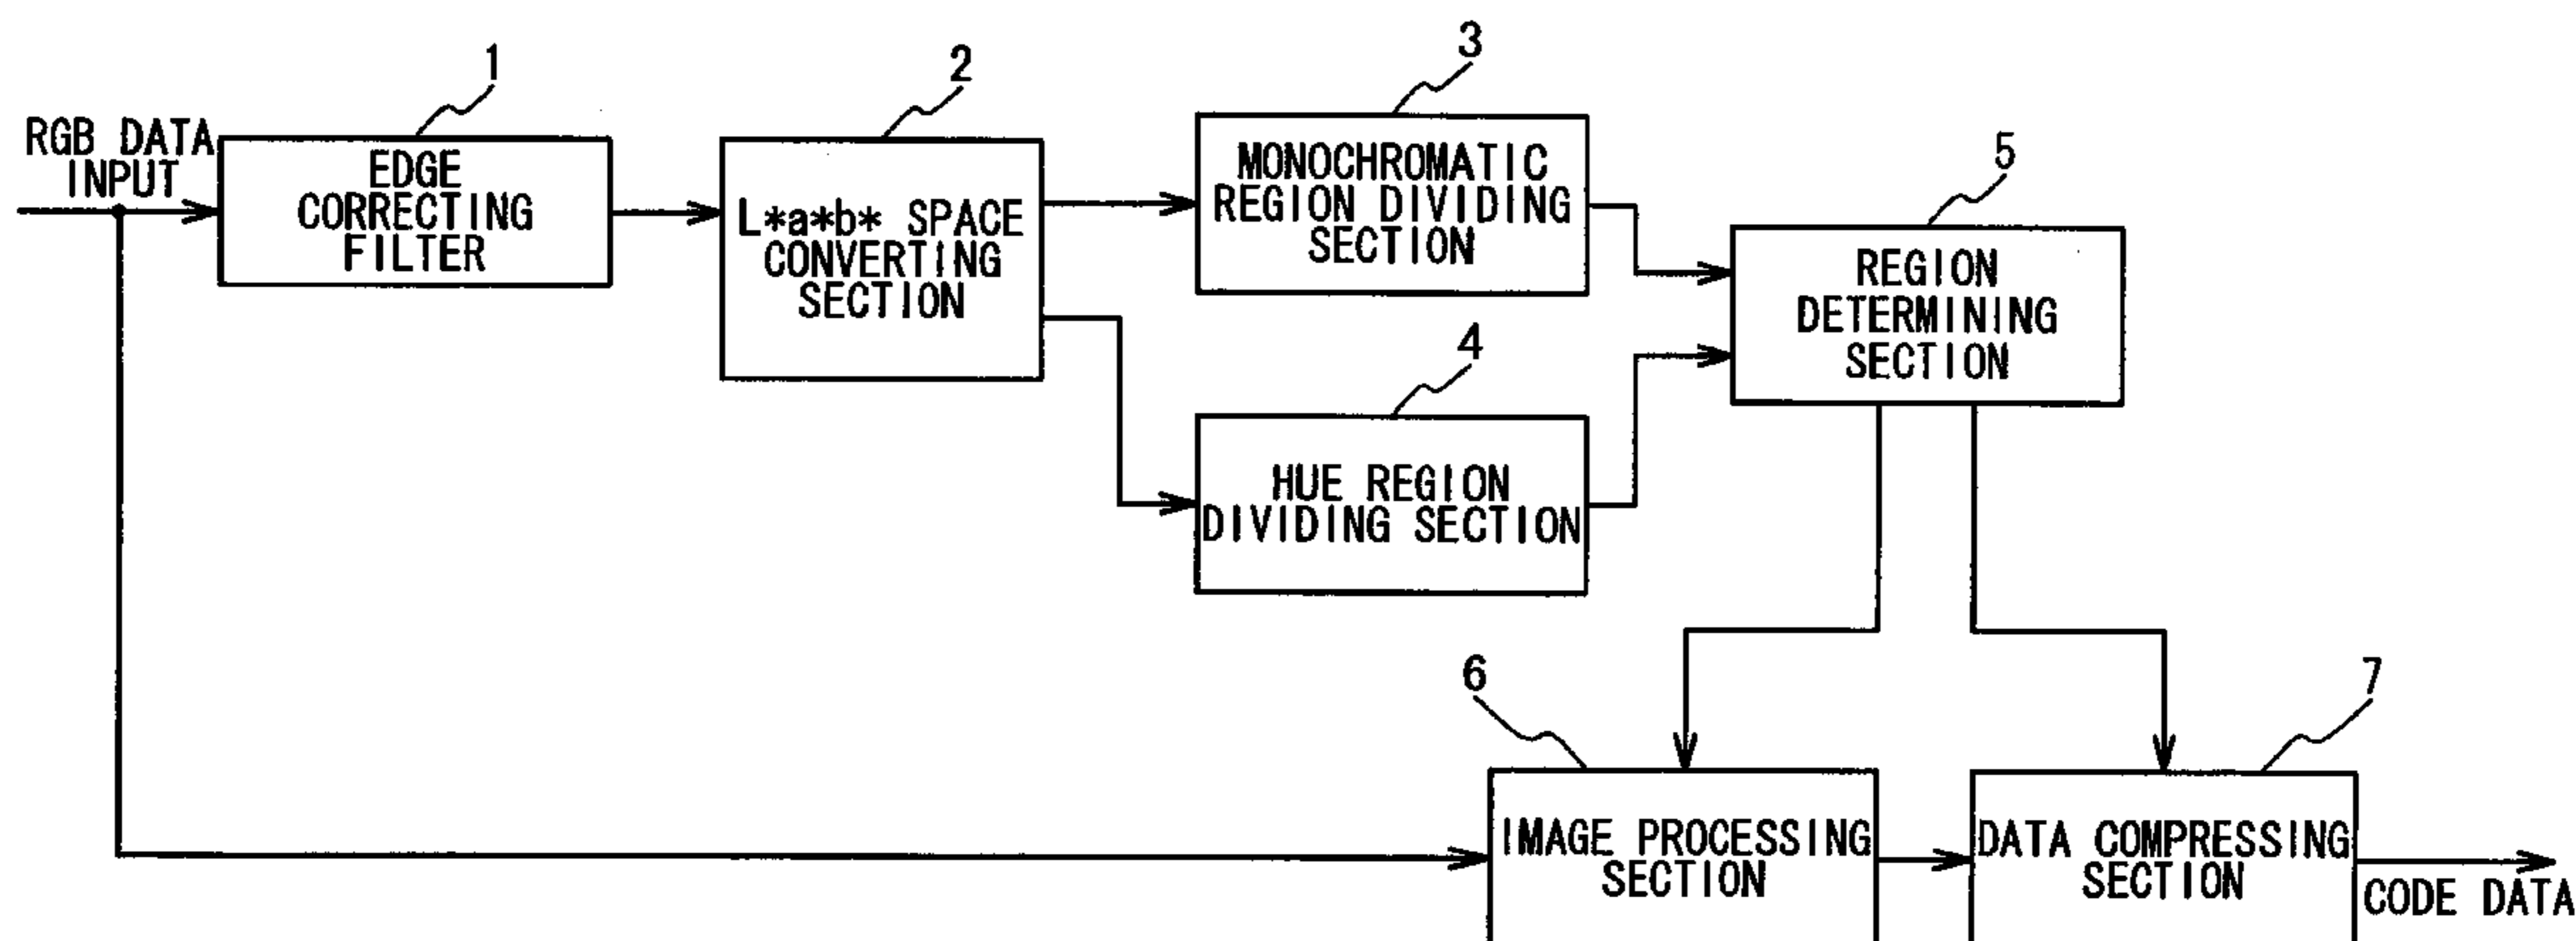 RGB DATA
INPUT
1
EDGE
CORRECTING
FILTER
2
L*a*b* SPACE
CONVERTING
SECTION
3
MONOCHROMATIC
REGION DIVIDING
SECTION
4
HUE REGION
DIVIDING SECTION
5
REGION
DETERMINING
SECTION
6
IMAGE PROCESSING
SECTION
7
DATA COMPRESSING
SECTION
CODE DATA